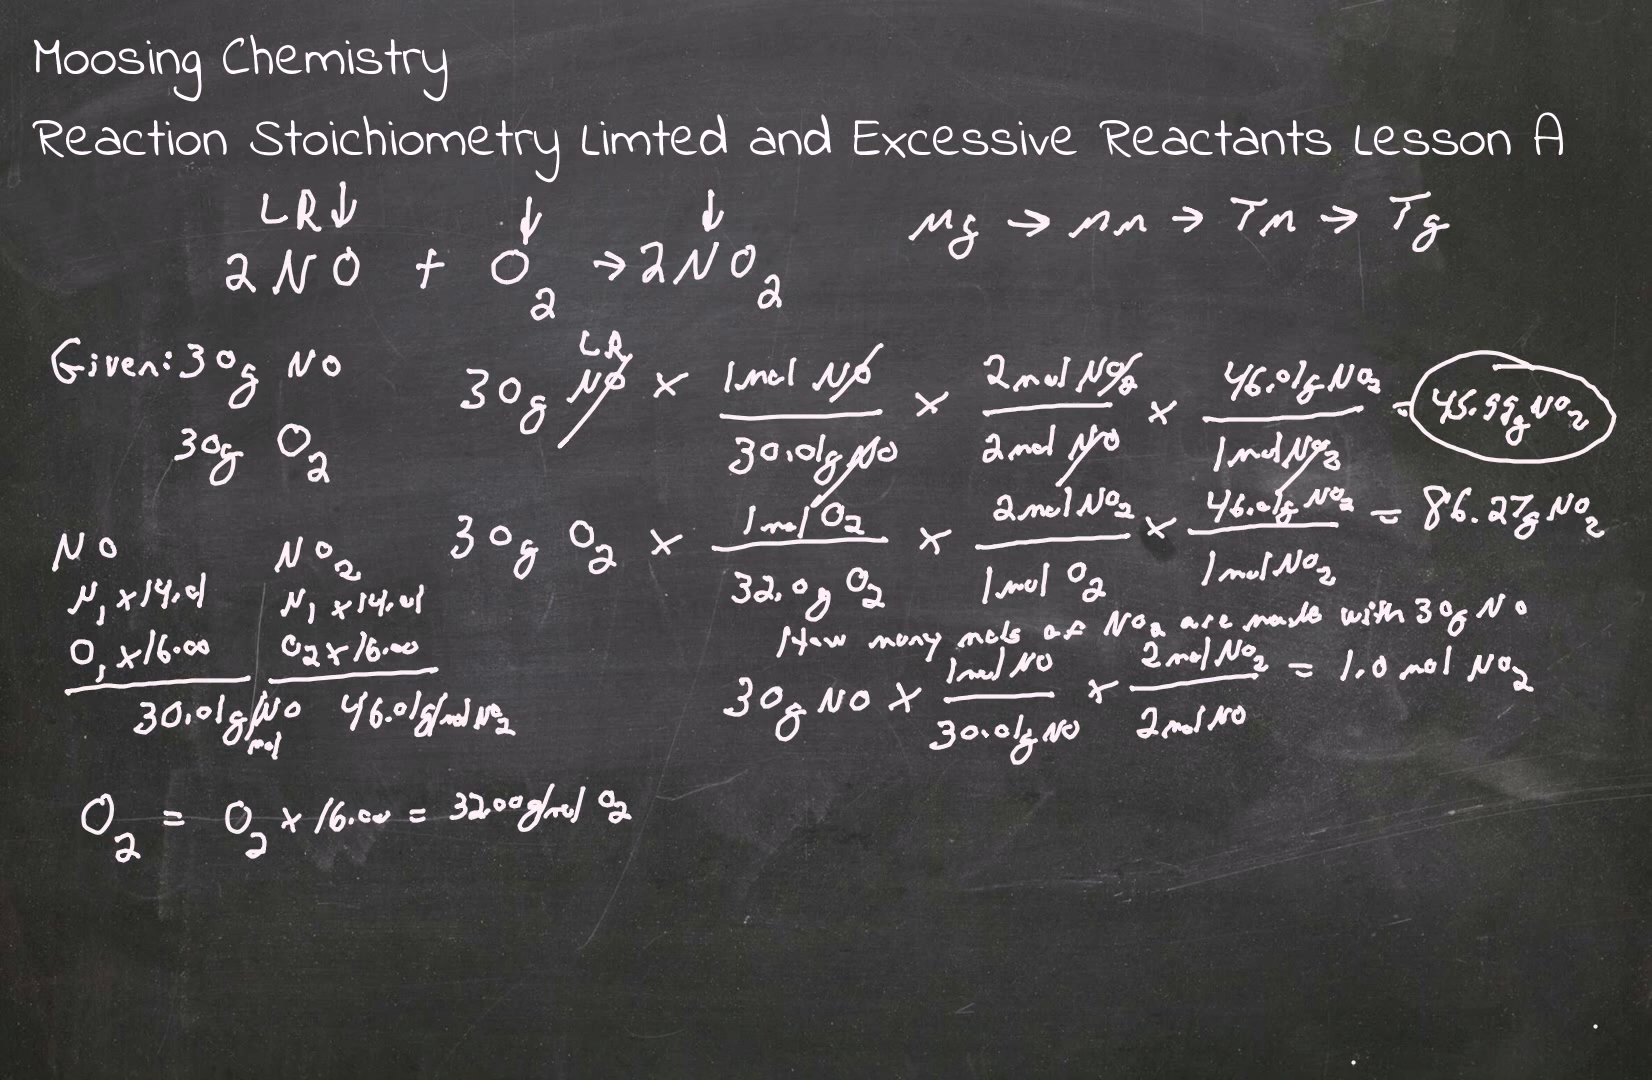 Moosing Chemistry
Reaction Stoichiometry Limted and Excessive Reactants Lesson A
LR↓ ↓ ↓
2NO + O2 → 2NO2
Mg → mn → Tn → Tg
Given: 30g NO
30g O2
LR
30g NO × 1mol NO / 30.01g NO × 2mol NO2 / 2mol NO × 46.01g NO2 / 1mol NO2 = 45.99g NO2
30g O2 × 1mol O2 / 32.0g O2 × 2mol NO2 / 1mol O2 × 46.01g NO2 / 1mol NO2 = 86.27g NO2
NO
N1 × 14.01
O1 × 16.00
30.01g/mol NO
NO2
N1 × 14.01
O2 × 16.00
46.01g/mol NO2
How many mols of NO2 are made with 30g NO
30g NO × 1mol NO / 30.01g NO × 2mol NO2 / 2mol NO = 1.0 mol NO2
O2 = O2 × 16.00 = 32.00g/mol O2